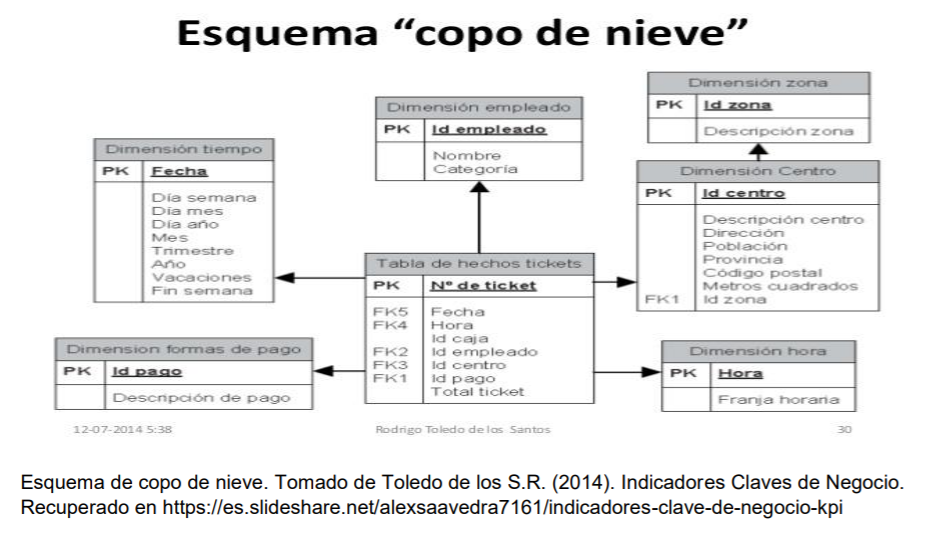 Esquema “copo de nieve”
Dimensión zona
PK Id zona
Descripción zona
Dimensión empleado
PK Id empleado
Nombre
Categoría
Dimensión tiempo
PK Fecha
Día semana
Día mes
Día año
Mes
Trimestre
Año
Vacaciones
Fin semana
Dimensión Centro
PK Id centro
Descripción centro
Dirección
Población
Provincia
Código postal
Metros cuadrados
FK1 Id zona
Tabla de hechos tickets
PK Nº de ticket
FK5 Fecha
FK4 Hora
Id caja
FK2 Id empleado
FK3 Id centro
FK1 Id pago
Total ticket
Dimension formas de pago
PK Id pago
Descripción de pago
Dimensión hora
PK Hora
Franja horaria
12-07-2014 5:38 Rodrigo Toledo de los Santos 30
Esquema de copo de nieve. Tomado de Toledo de los S.R. (2014). Indicadores Claves de Negocio.
Recuperado en https://es.slideshare.net/alexsaavedra7161/indicadores-clave-de-negocio-kpi